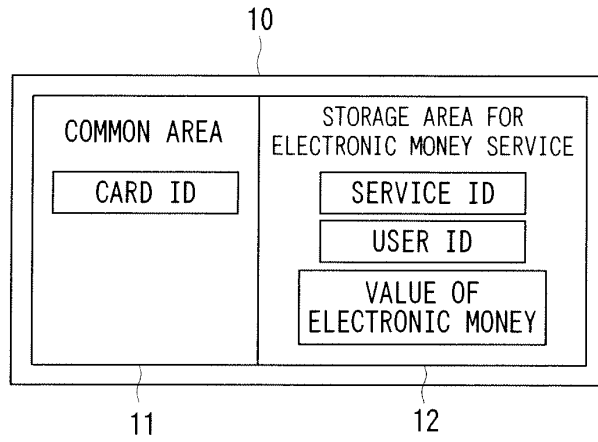 10
COMMON AREA
CARD ID
STORAGE AREA FOR
ELECTRONIC MONEY SERVICE
SERVICE ID
USER ID
VALUE OF
ELECTRONIC MONEY
11
12